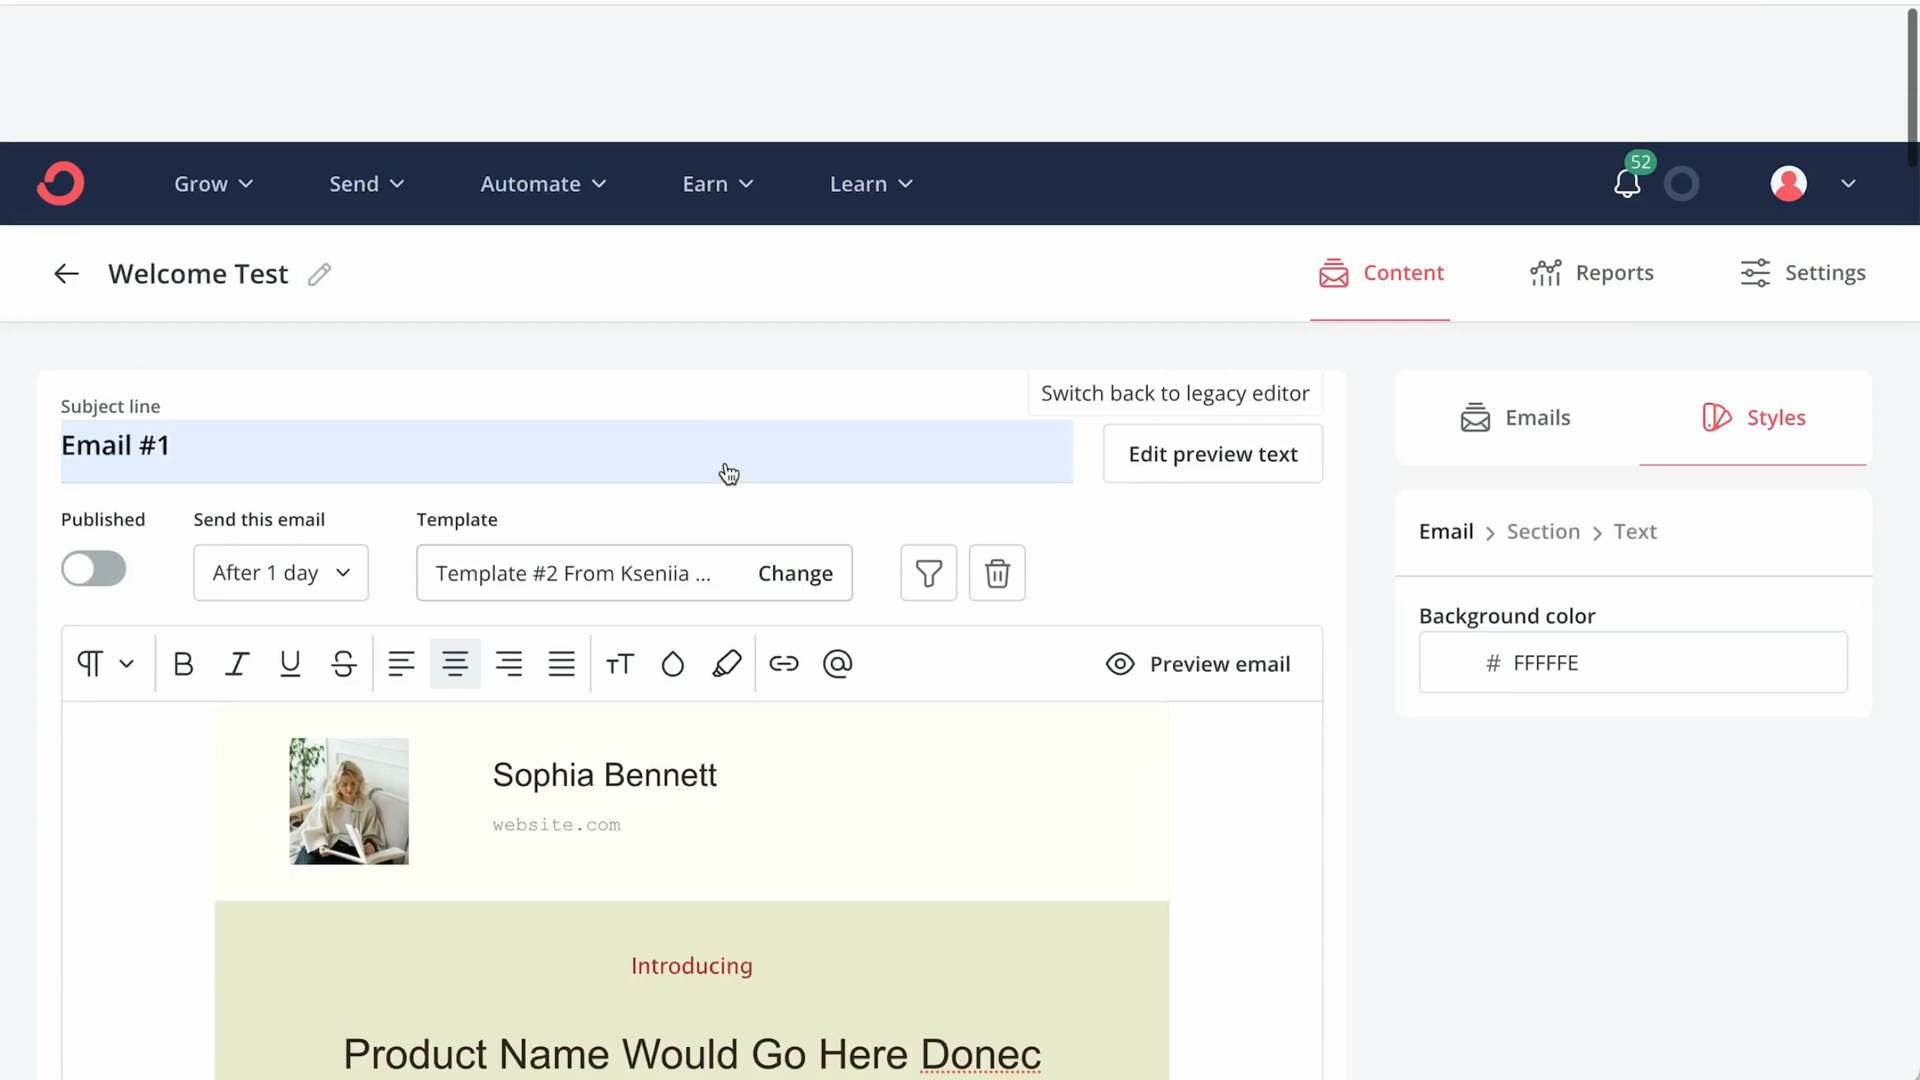 52
Grow
Send
Automate
Earn
Learn
Welcome Test
Content
Reports
Settings
Subject line
Switch back to legacy editor
Email #1
Edit preview text
Emails
Styles
Published
Send this email
Template
After 1 day
Template #2 From Kseniia ...
Change
Email > Section > Text
Background color
# FFFFFE
Preview email
Sophia Bennett
website.com
Introducing
Product Name Would Go Here Donec